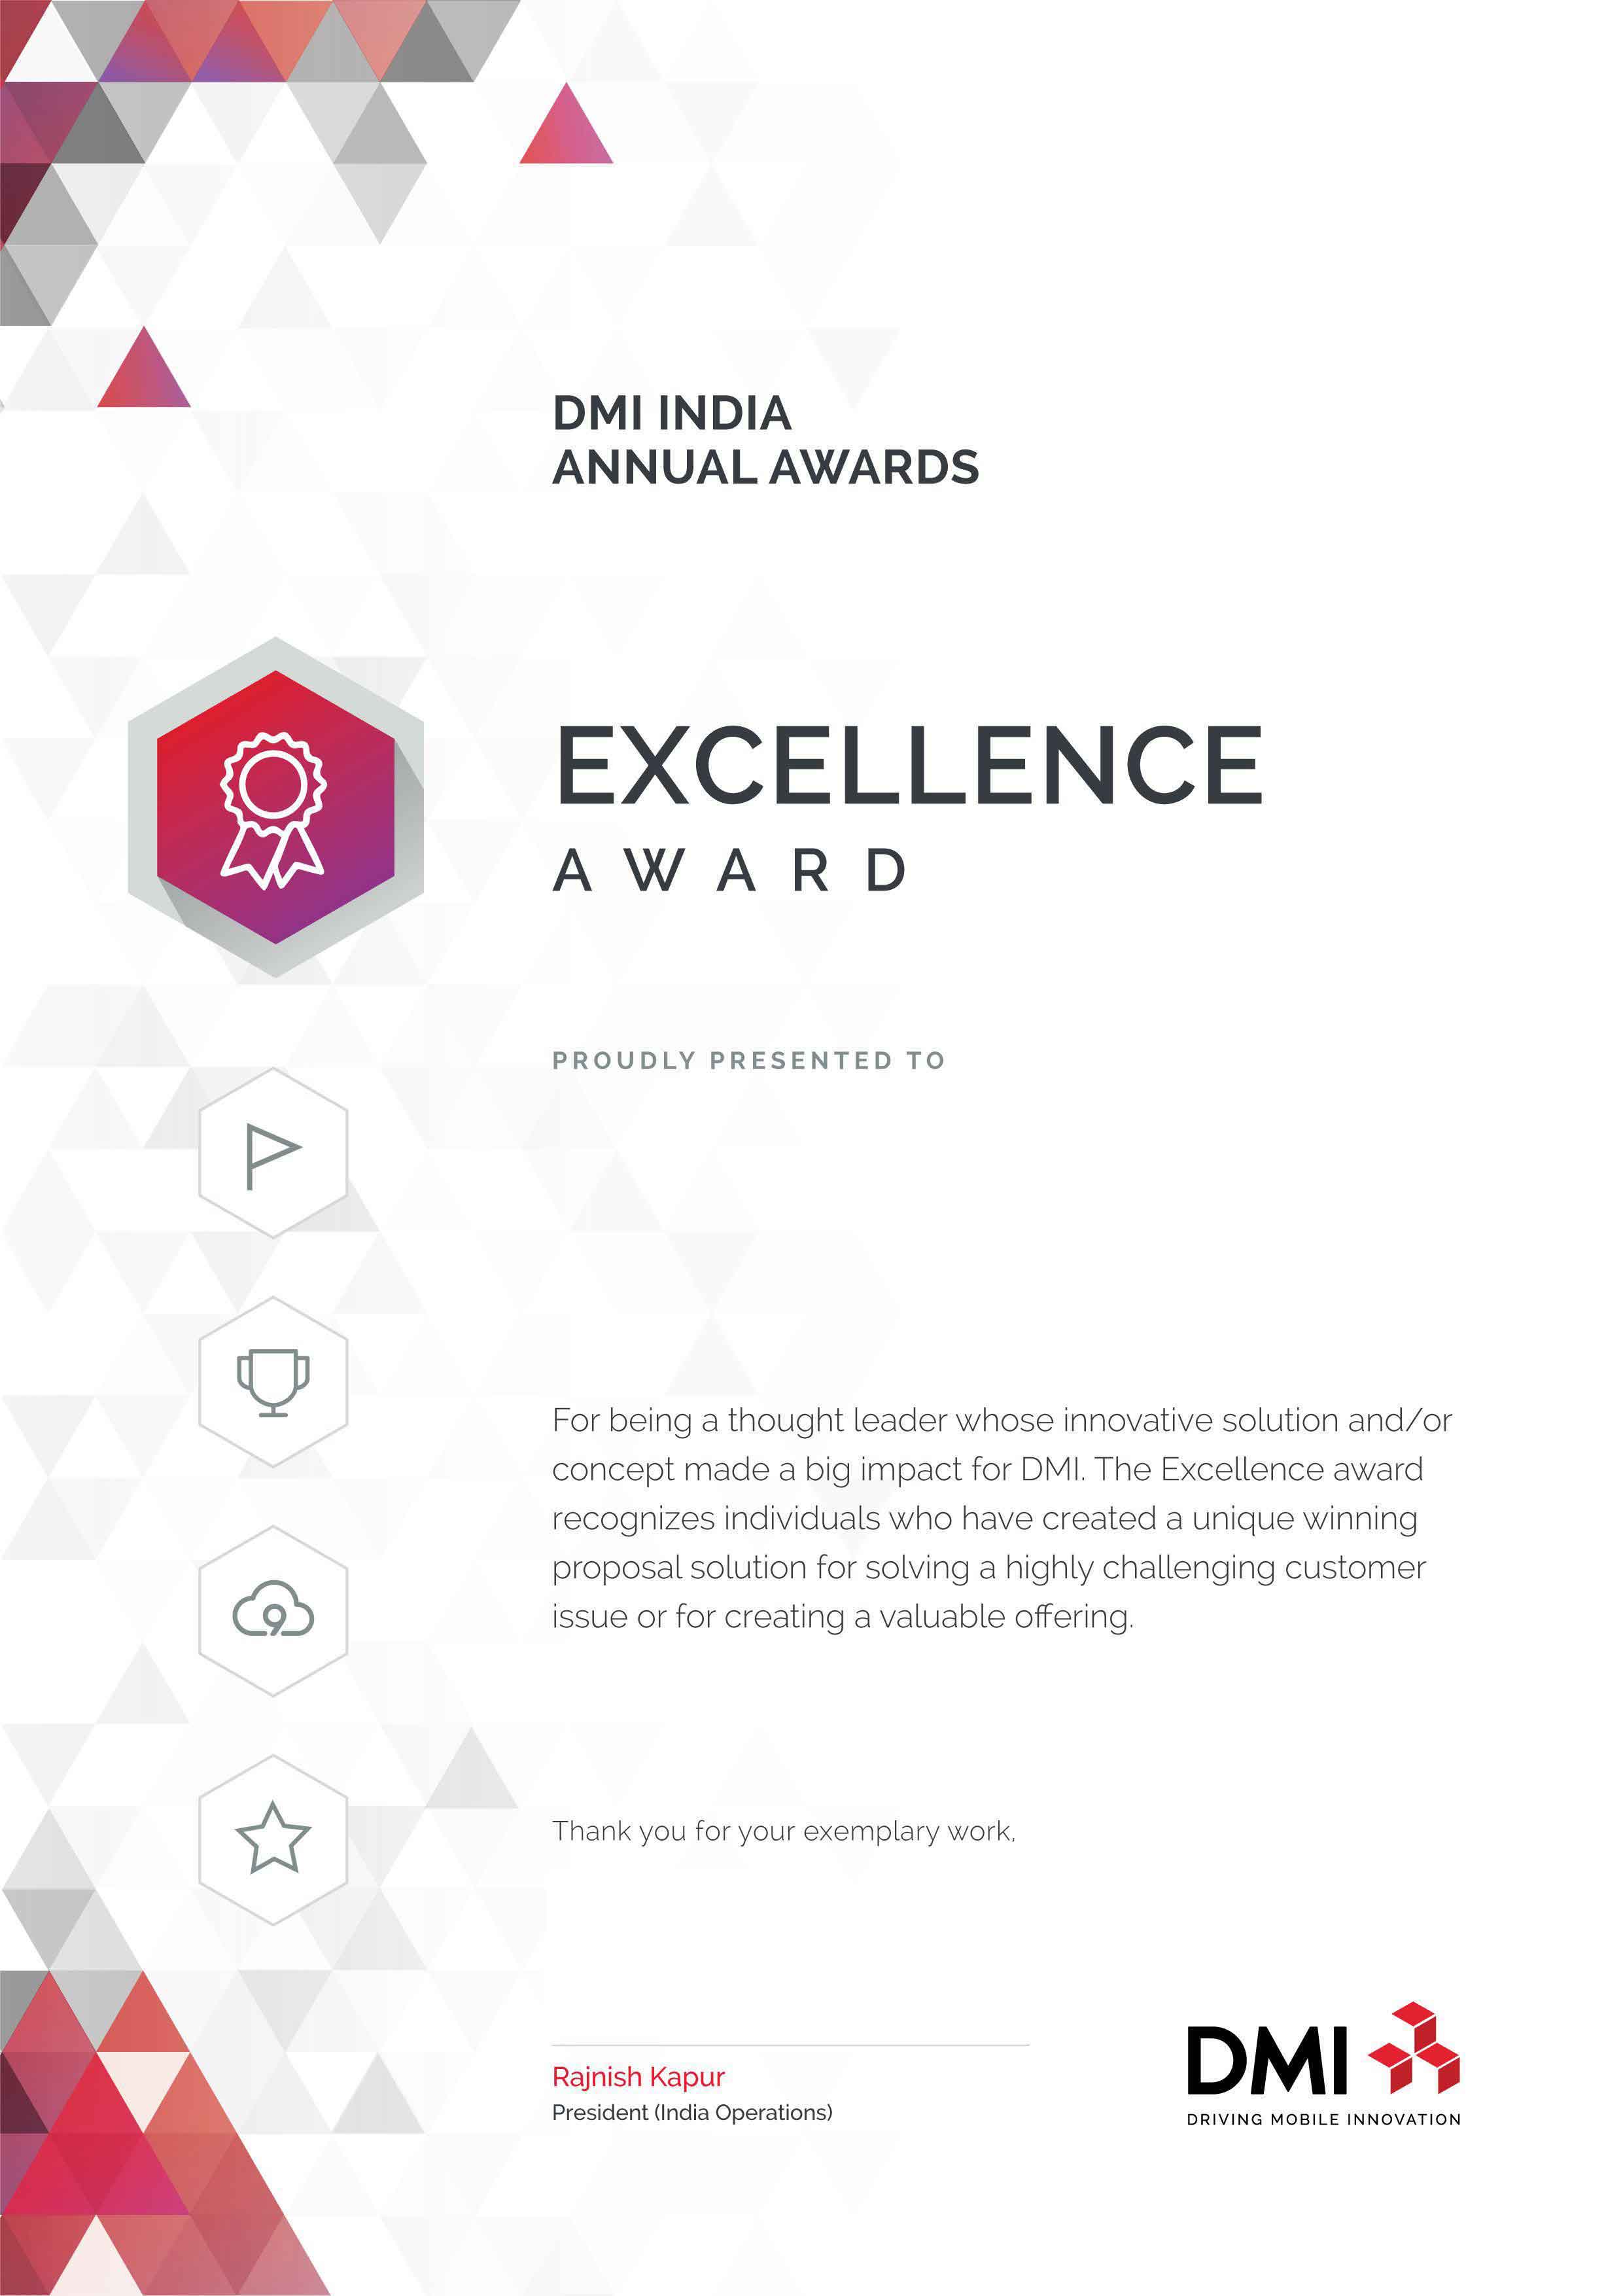 DMI INDIA
ANNUAL AWARDS
EXCELLENCE
AWARD
PROUDLY PRESENTED TO
For being a thought leader whose innovative solution and/or
concept made a big impact for DMI. The Excellence award
recognizes individuals who have created a unique winning
proposal solution for solving a highly challenging customer
issue or for creating a valuable offering.
Thank you for your exemplary work,
Rajnish Kapur
President (India Operations)
DMI
DRIVING MOBILE INNOVATION